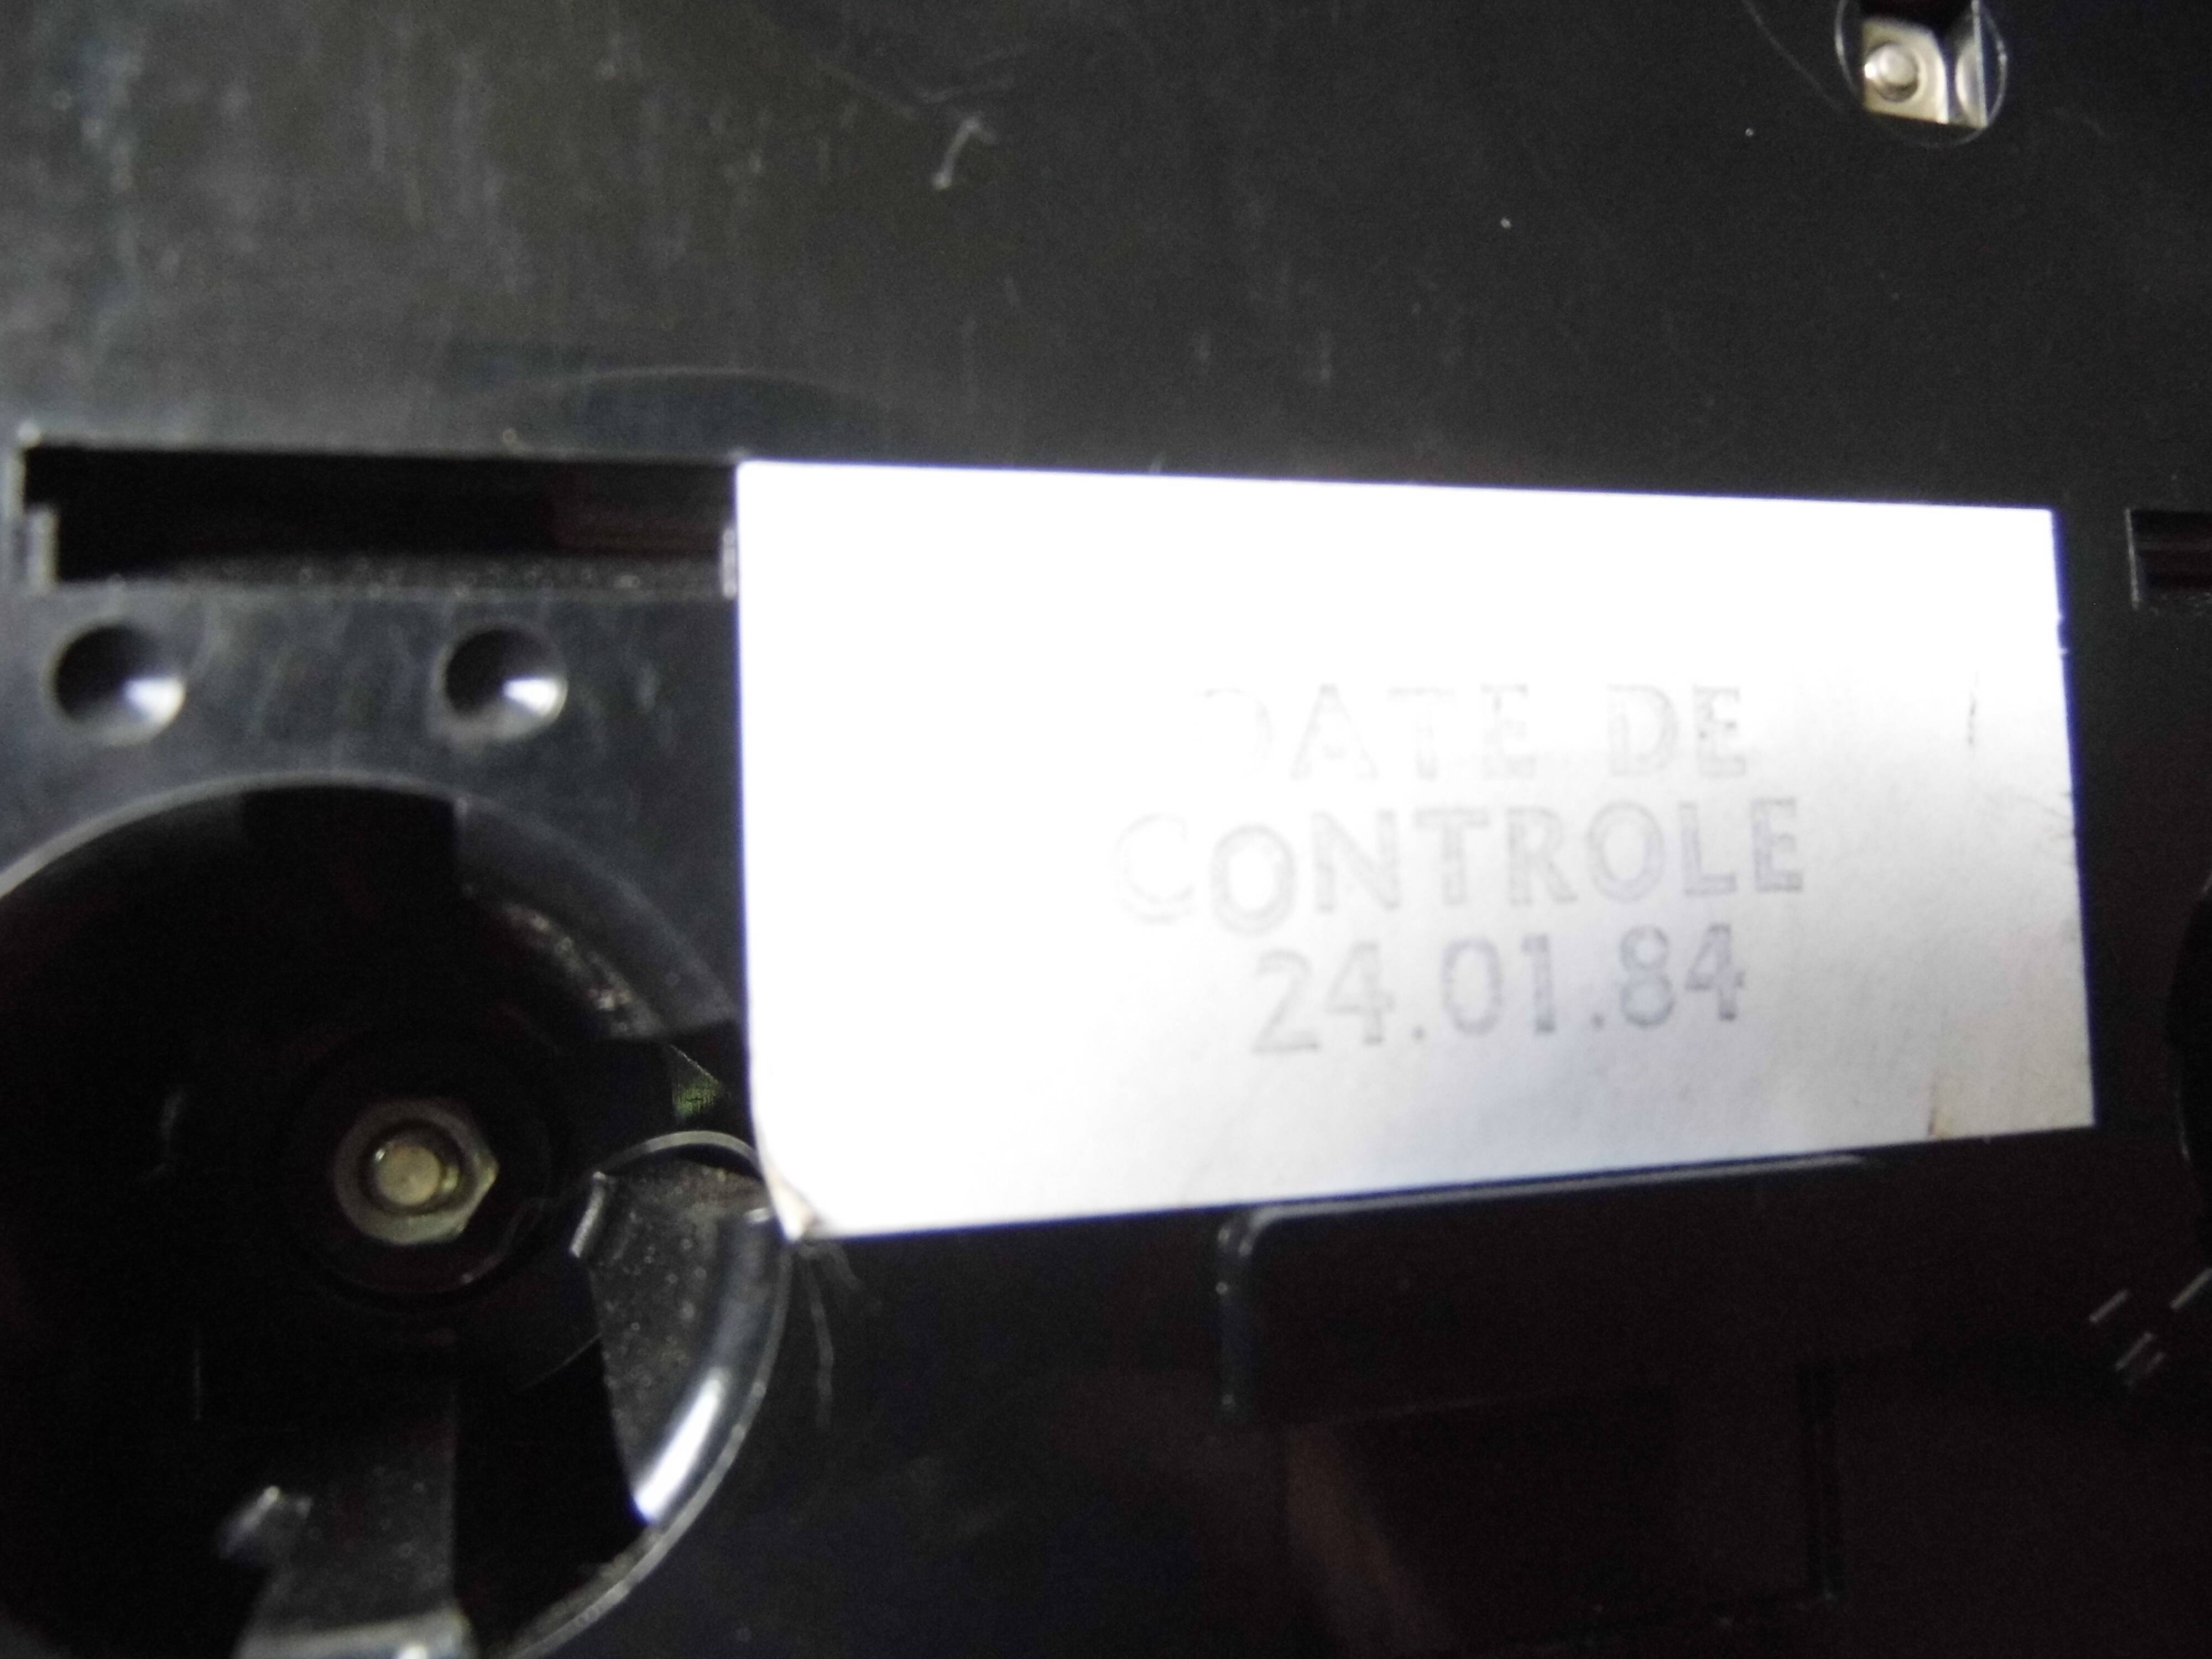 DATE DE
CONTROLE
24.01.84